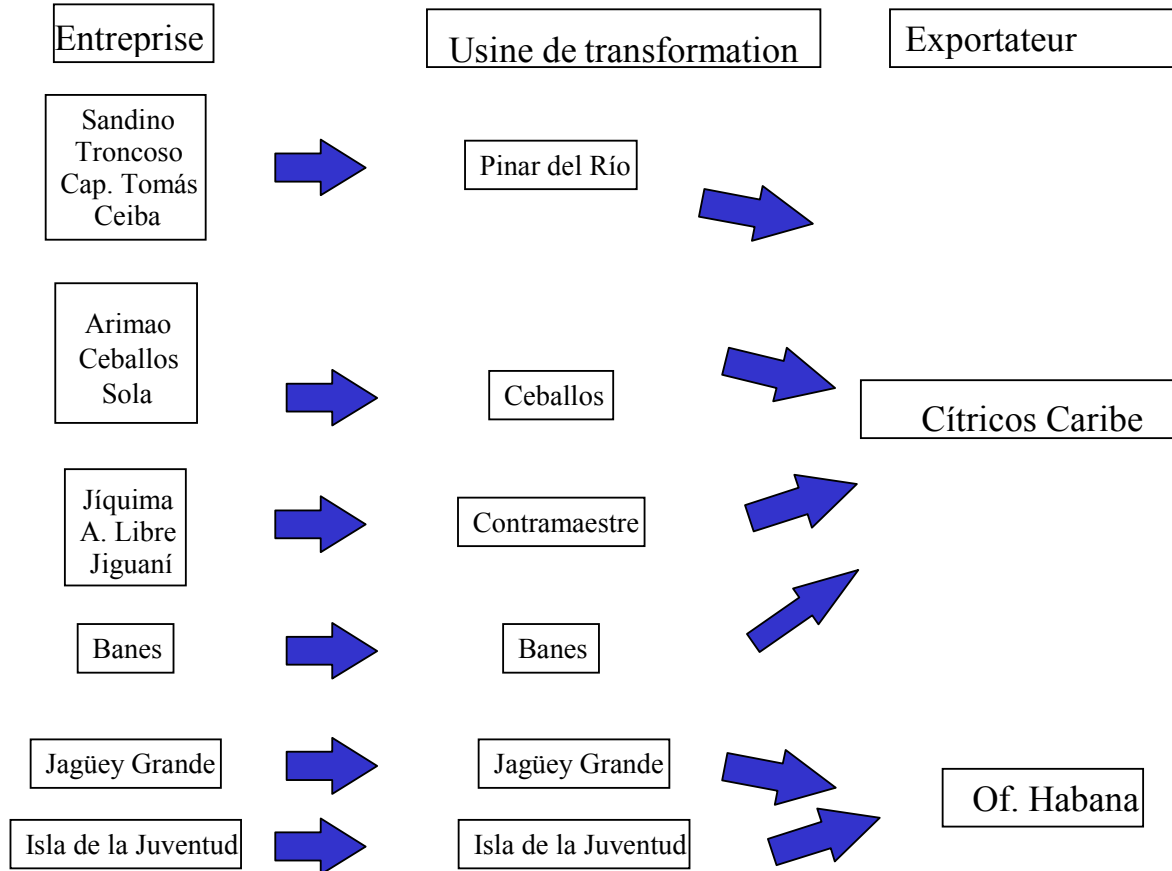 Entreprise
Usine de transformation
Exportateur
Sandino
Troncoso
Cap. Tomás
Ceiba
Pinar del Río
Arimao
Ceballos
Sola
Ceballos
Cítricos Caribe
Jíquima
A. Libre
Jiguaní
Contramaestre
Banes
Banes
Jagüey Grande
Jagüey Grande
Of. Habana
Isla de la Juventud
Isla de la Juventud